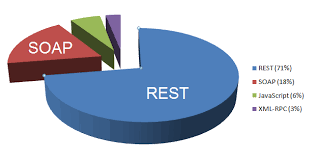 SOAP
REST
REST (71%)
SOAP (18%)
JavaScript (6%)
XML-RPC (3%)